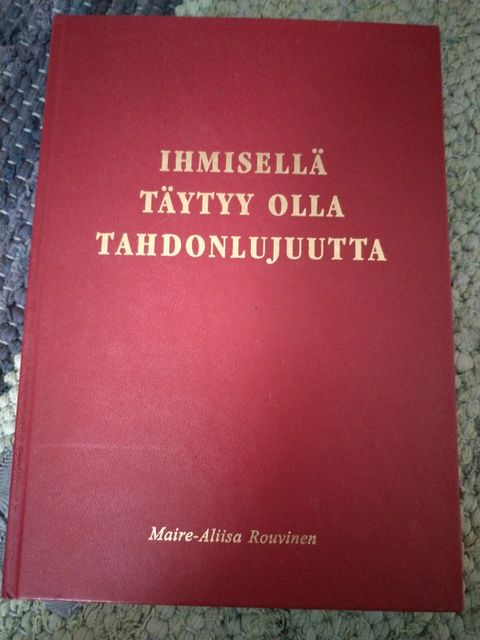 IHMISELLÄ
TÄYTYY OLLA
TAHDONLUJUUTTA
Maire-Aliisa Rouvinen